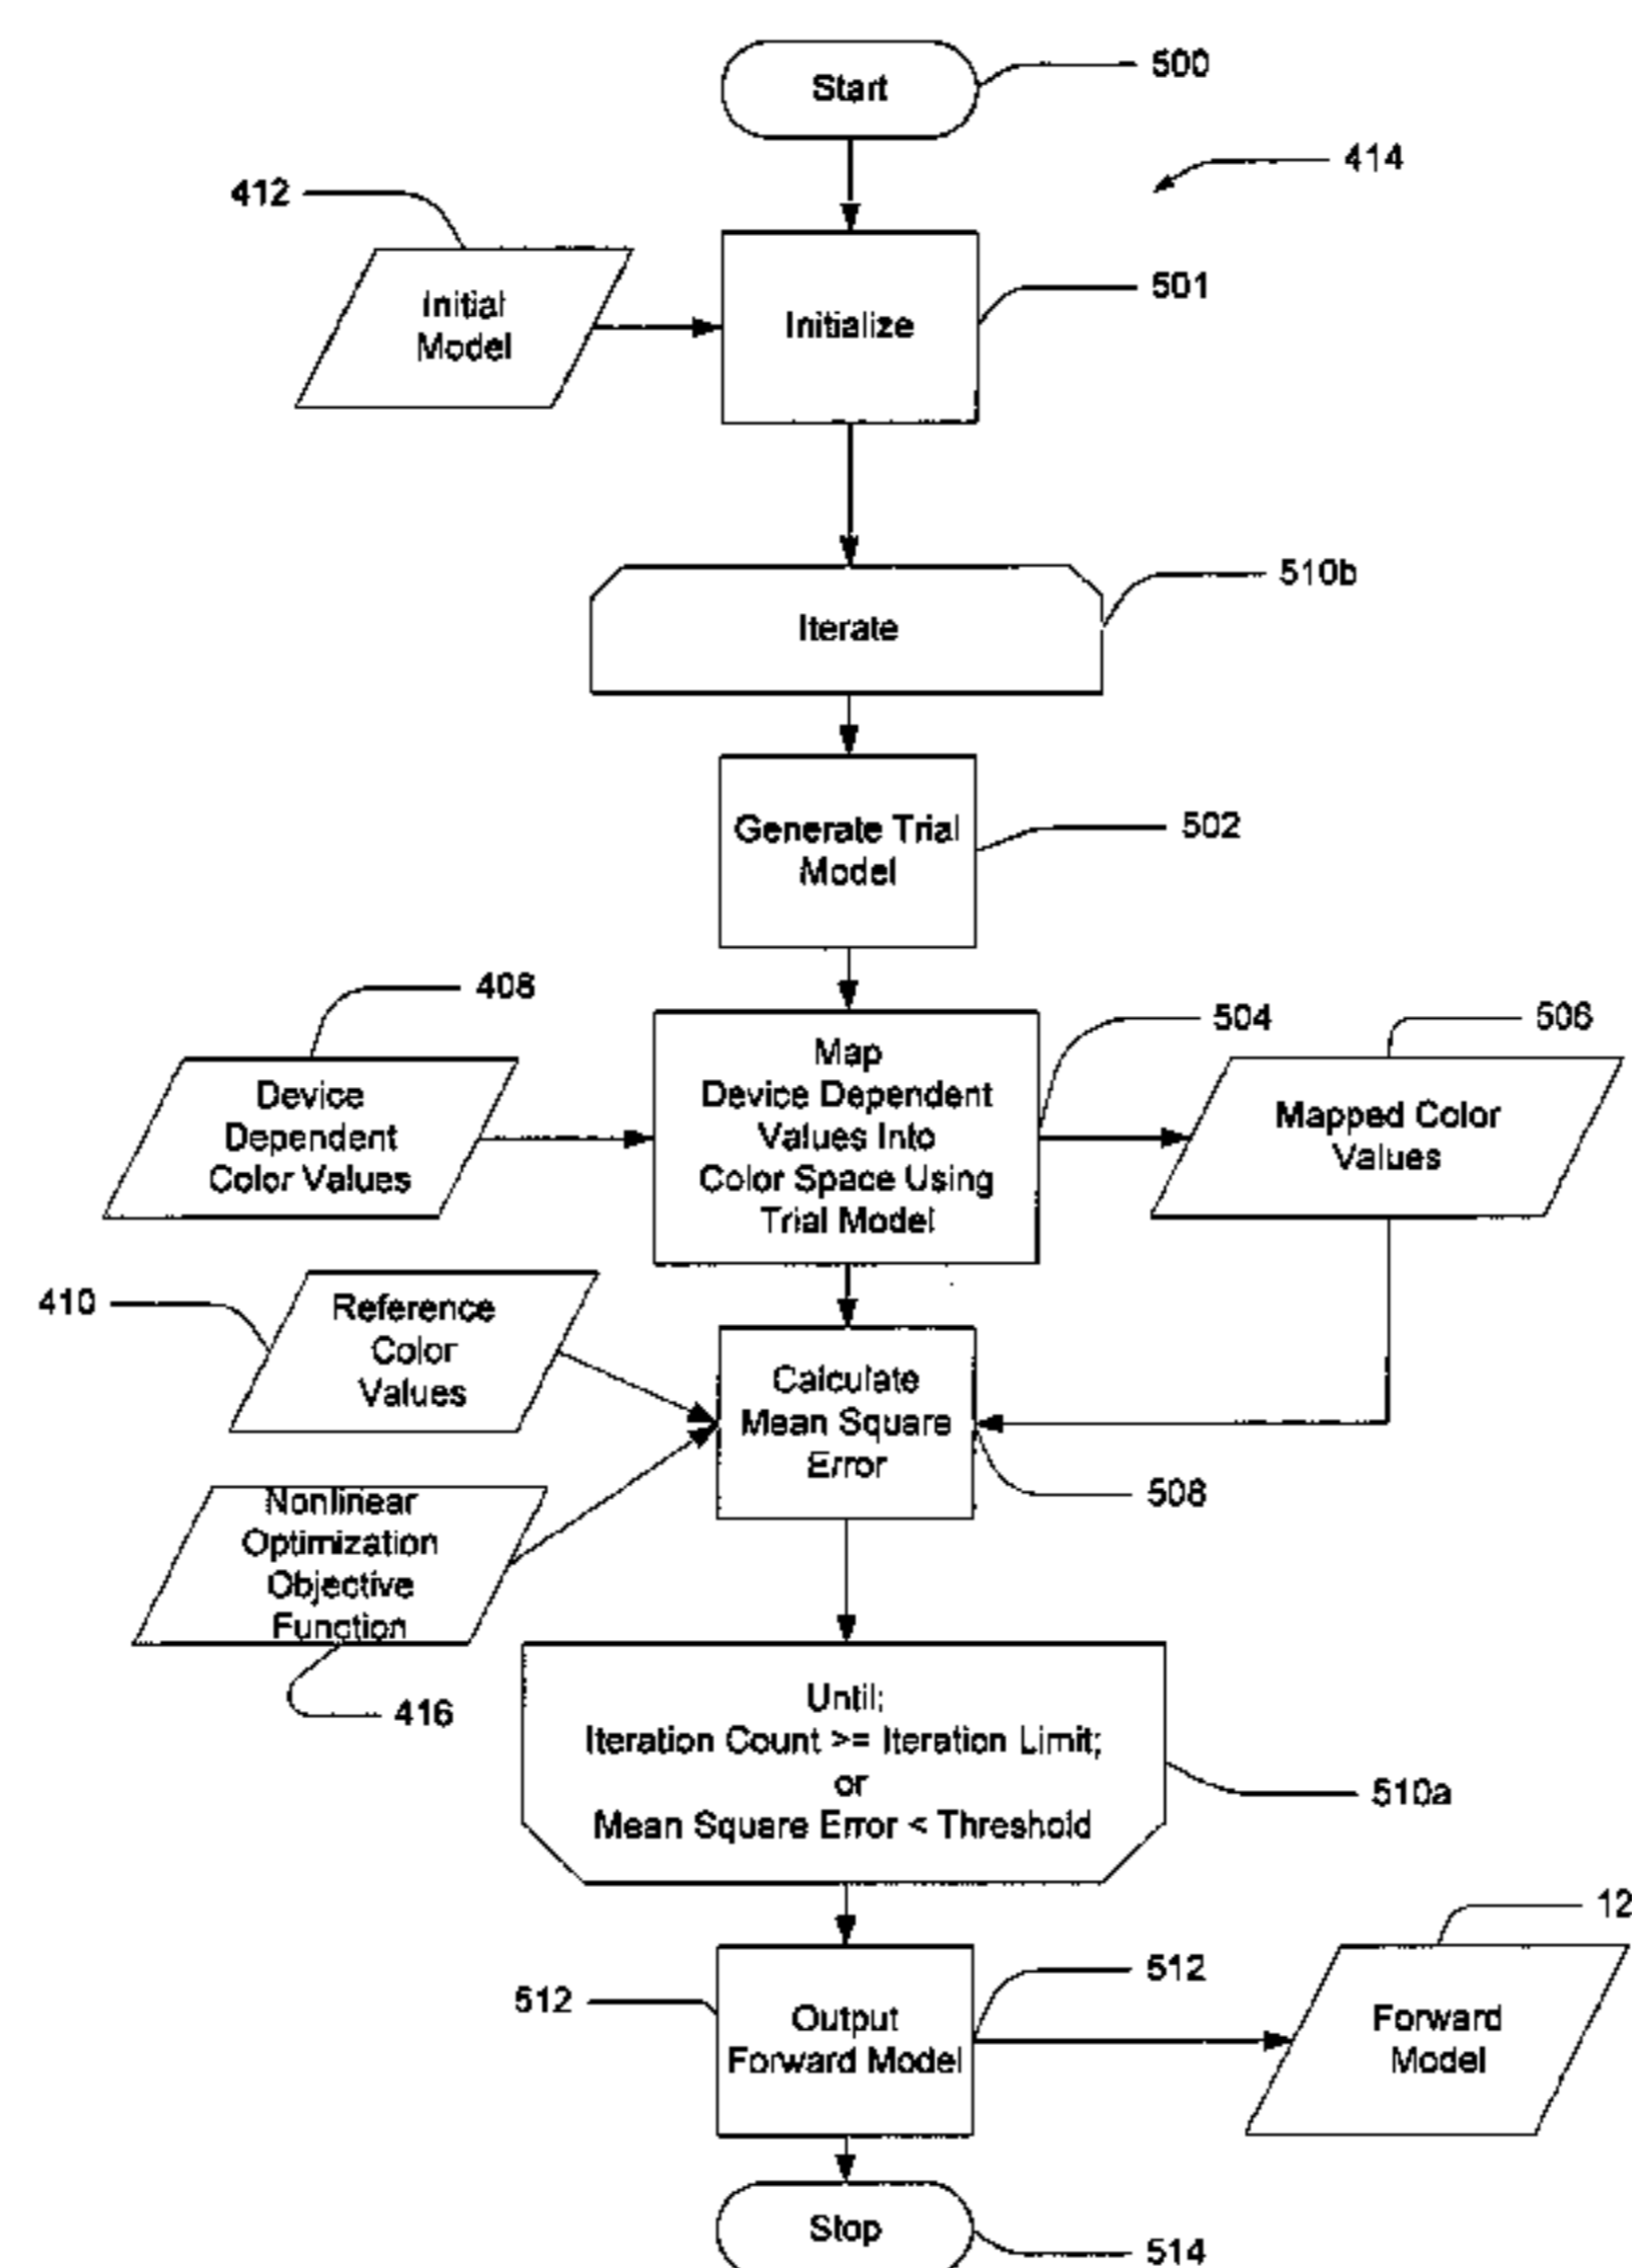 Start
500
414
412
Initial
Model
Initialize
501
Iterate
510b
Generate Trial
Model
502
408
Device
Dependent
Color Values
Map
Device Dependent
Values Into
Color Space Using
Trial Model
504
506
Mapped Color
Values
410
Reference
Color
Values
Calculate
Mean Square
Error
508
Nonlinear
Optimization
Objective
Function
416
Until;
Iteration Count >= Iteration Limit;
or
Mean Square Error < Threshold
510a
512
Output
Forward Model
512
12
Forward
Model
Stop
514